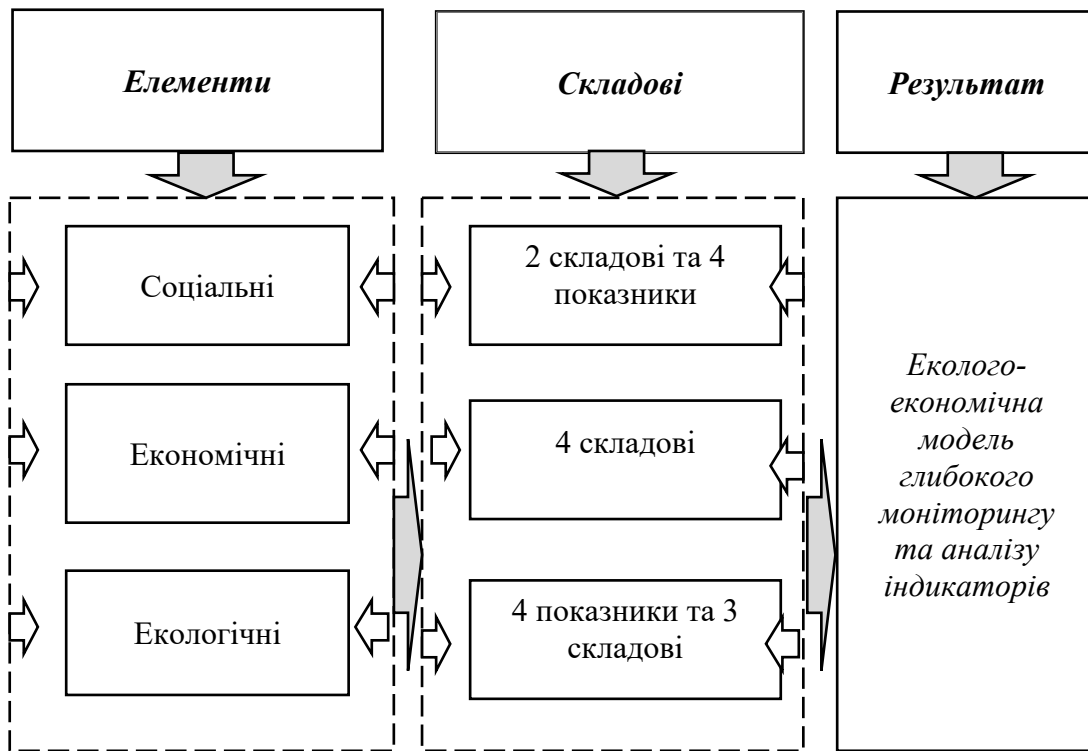 Елементи
Складові
Результат
Соціальні
2 складові та 4
показники
Економічні
4 складові
Екологічні
4 показники та 3
складові
Еколого-
економічна
модель
глибокого
моніторингу
та аналізу
індикаторів